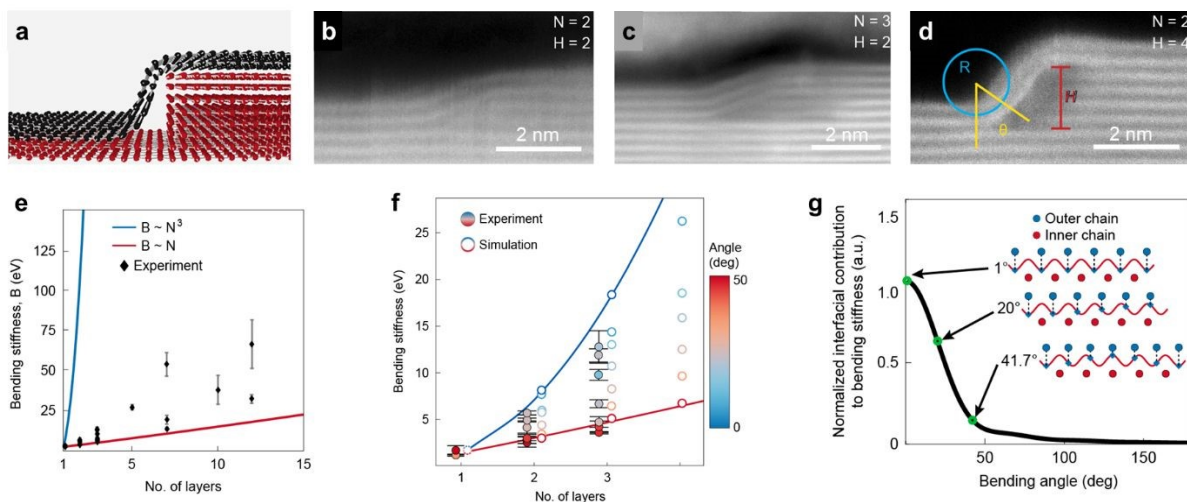 a
b
N = 2
H = 2
2 nm
c
N = 3
H = 2
2 nm
d
N = 2
H = 4
R
θ
H
2 nm
e
Bending stiffness, B (eV)
125
100
75
50
25
B ~ N³
B ~ N
Experiment
1
5
10
15
No. of layers
f
Bending stiffness (eV)
25
20
15
10
5
Experiment
Simulation
1
2
3
No. of layers
Angle
(deg)
50
0
g
Normalized interfacial contribution
to bending stiffness (a.u.)
1.5
1.0
0.5
0
Outer chain
Inner chain
1°
20°
41.7°
50
100
150
Bending angle (deg)